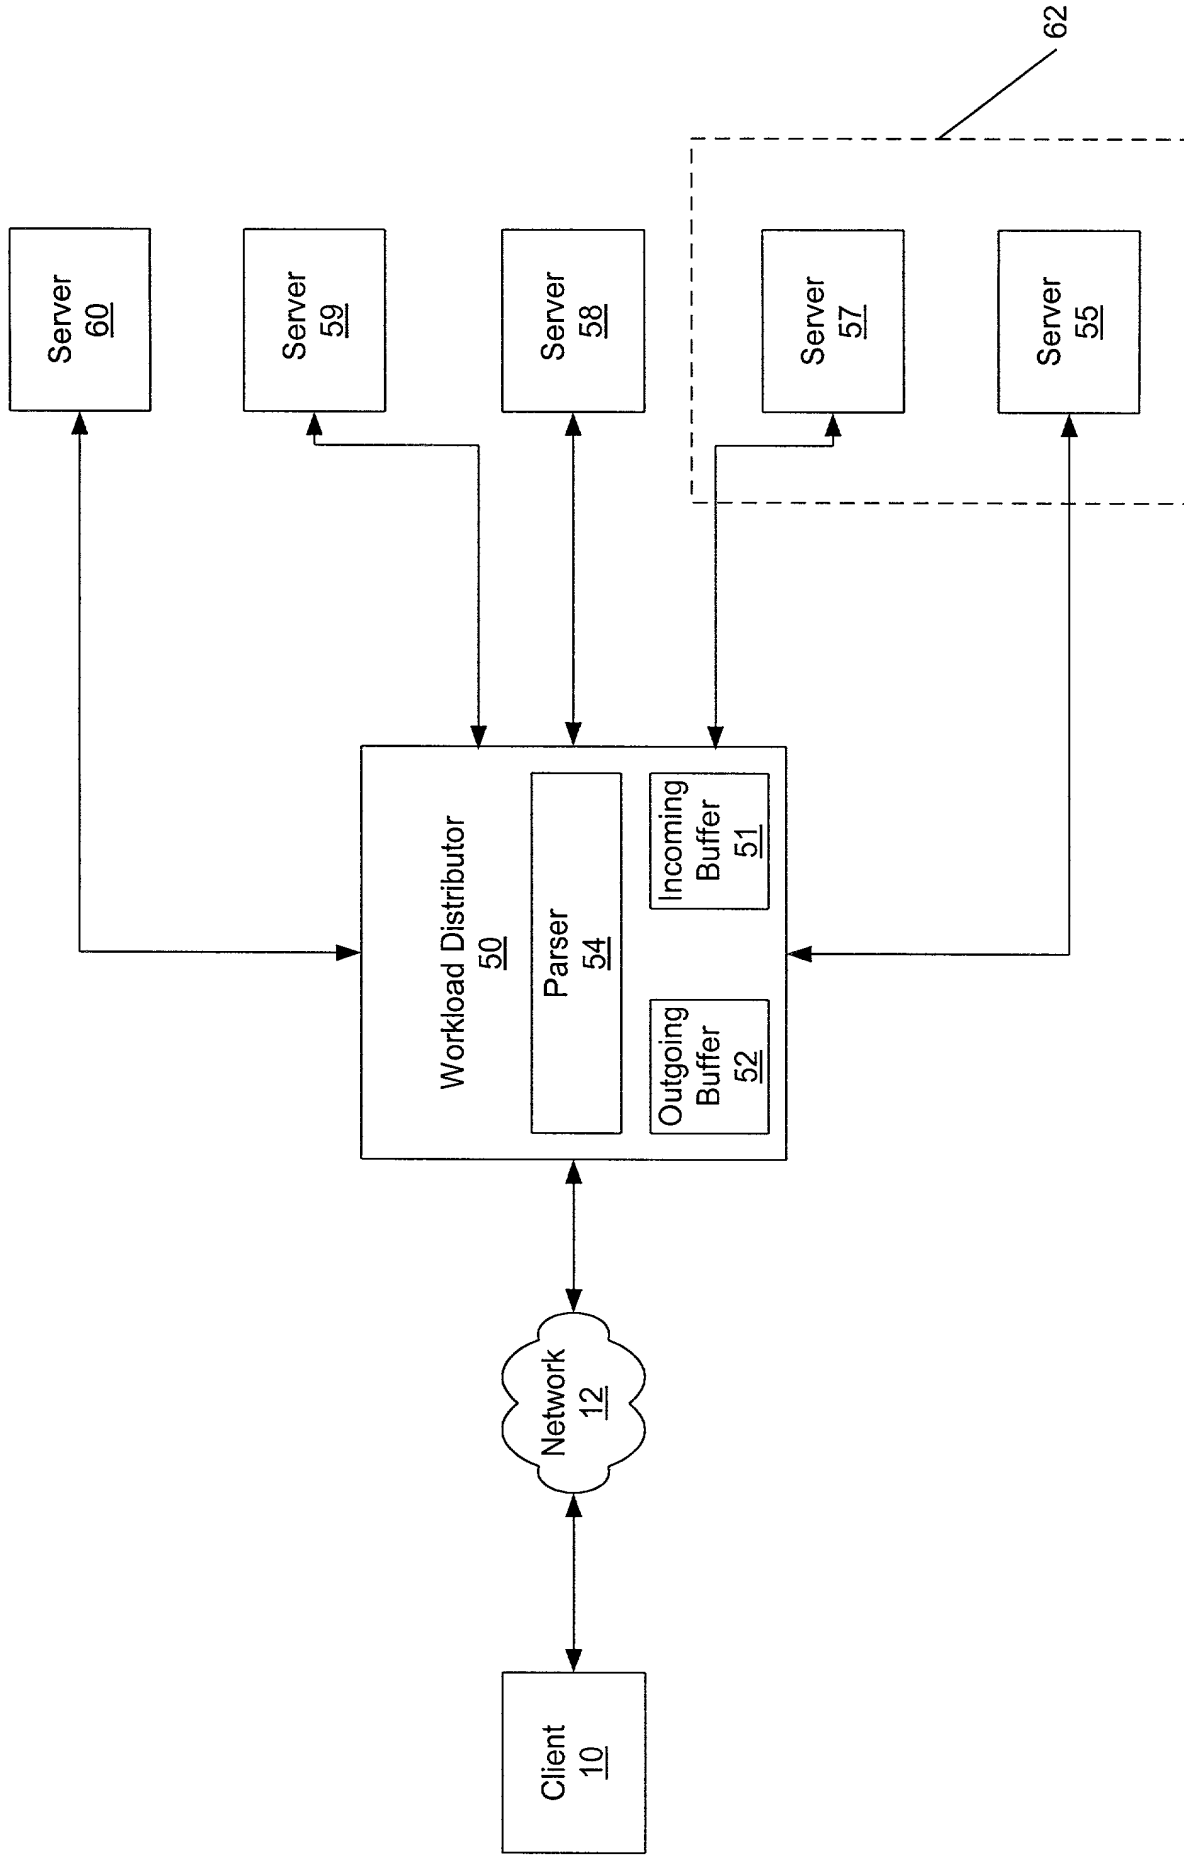 Client
10
Network
12
Workload Distributor
50
Parser
54
Outgoing
Buffer
52
Incoming
Buffer
51
Server
60
Server
59
Server
58
Server
57
Server
55
62